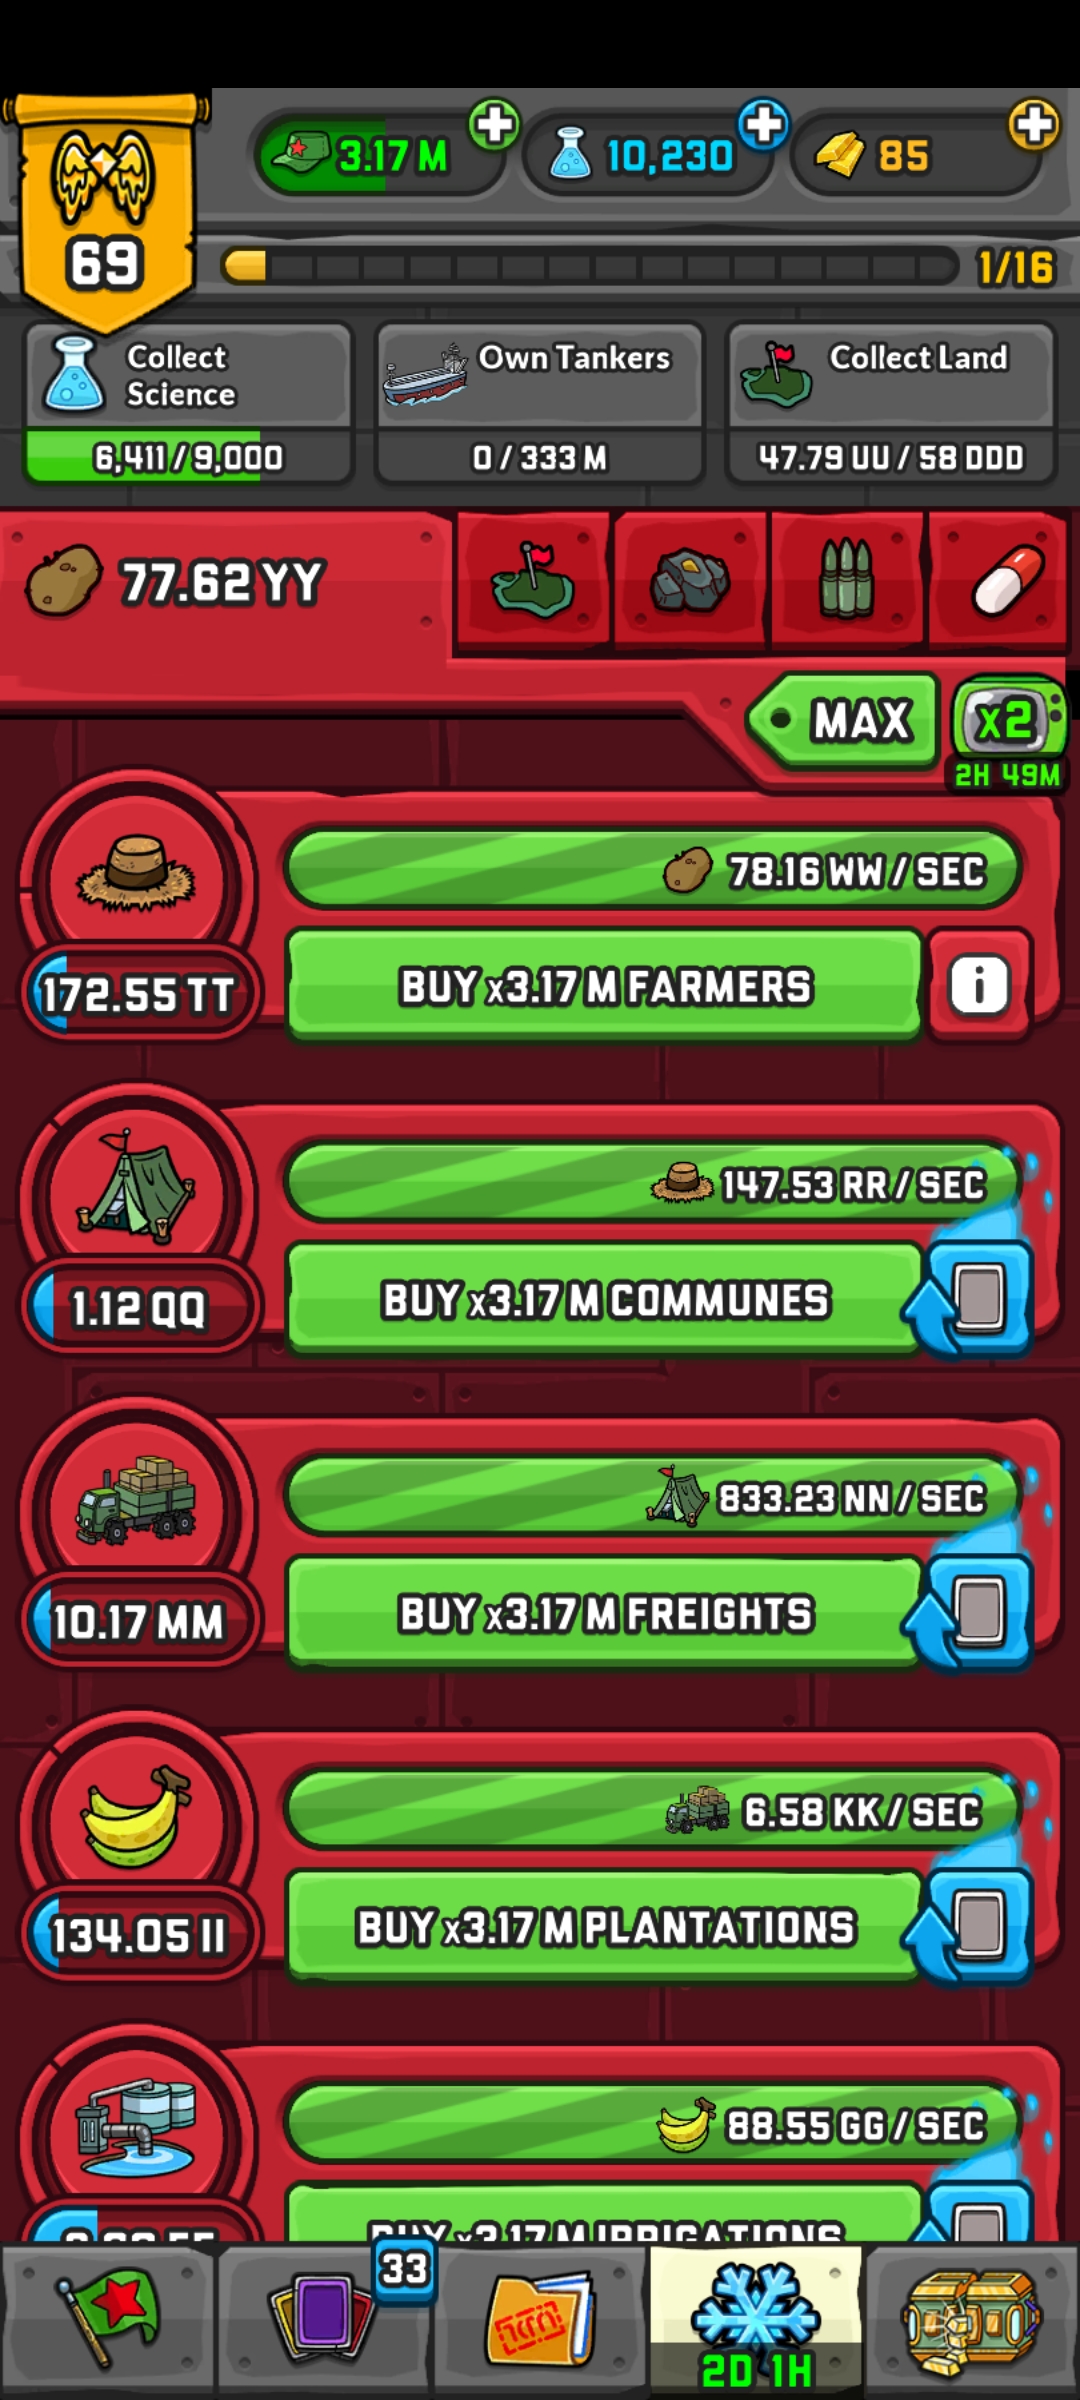 3.17 M
10,230
85
69
1/16
Collect
Science
6,411/9,000
Own Tankers
0/333 M
Collect Land
47.79 UU/58 DDD
77.62 YY
MAX
x2
2H 49M
78.16 WW/SEC
172.55 TT
BUY x3.17 M FARMERS
i
147.53 RR/SEC
1.12 QQ
BUY x3.17 M COMMUNES
833.23 NN/SEC
10.17 MM
BUY x3.17 M FREIGHTS
6.58 KK/SEC
134.05 II
BUY x3.17 M PLANTATIONS
88.55 GG/SEC
BUY x3.17 M IRRIGATIONS
33
2D 1H